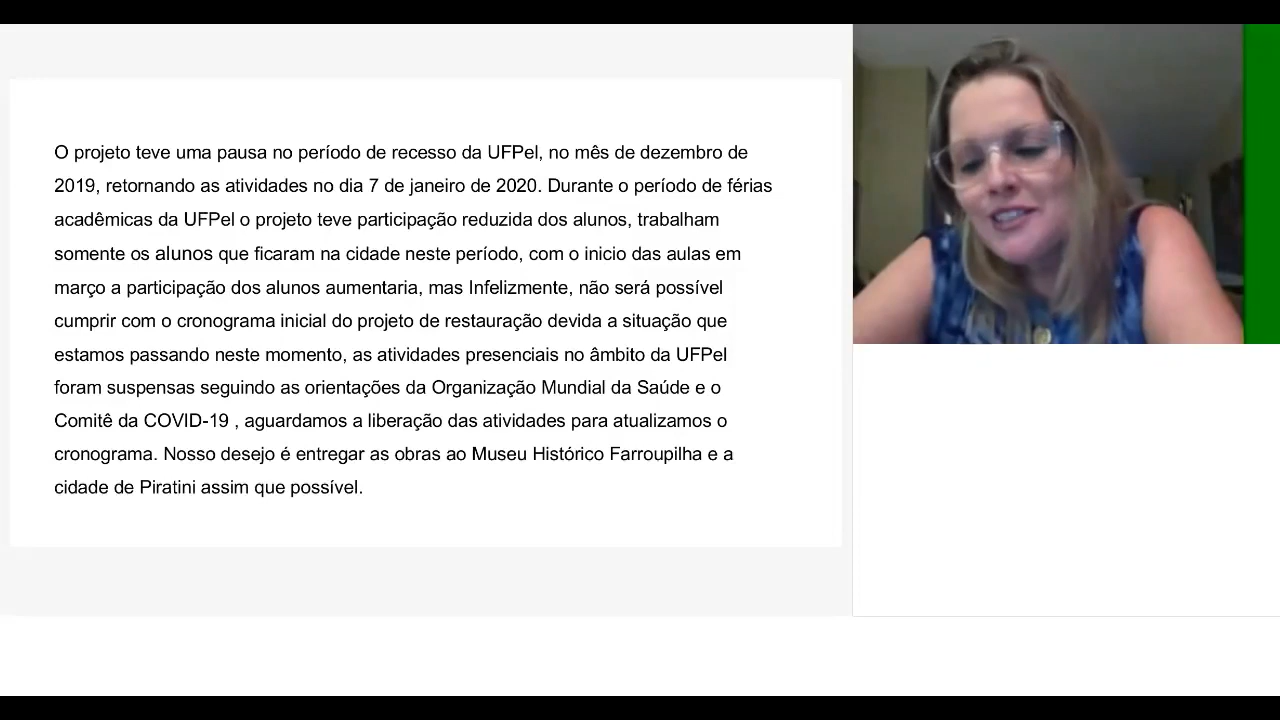 O projeto teve uma pausa no período de recesso da UFPel, no mês de dezembro de
2019, retornando as atividades no dia 7 de janeiro de 2020. Durante o período de férias
acadêmicas da UFPel o projeto teve participação reduzida dos alunos, trabalham
somente os alunos que ficaram na cidade neste período, com o inicio das aulas em
março a participação dos alunos aumentaria, mas Infelizmente, não será possível
cumprir com o cronograma inicial do projeto de restauração devida a situação que
estamos passando neste momento, as atividades presenciais no âmbito da UFPel
foram suspensas seguindo as orientações da Organização Mundial da Saúde e o
Comitê da COVID-19 , aguardamos a liberação das atividades para atualizamos o
cronograma. Nosso desejo é entregar as obras ao Museu Histórico Farroupilha e a
cidade de Piratini assim que possível.